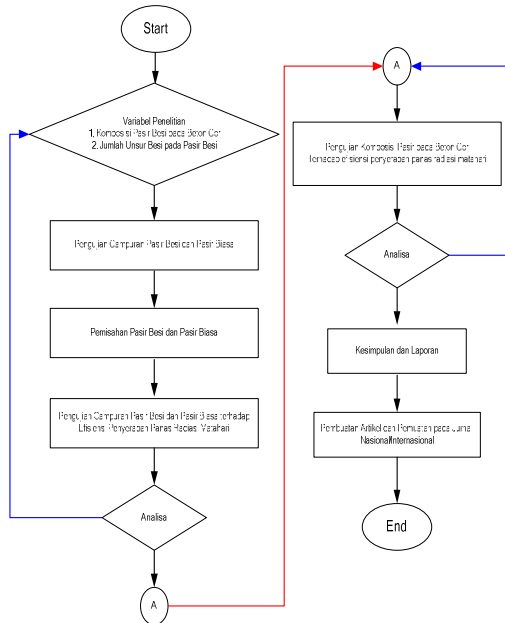 Start
Variabel Penelitian
1. Komposisi Pasir Besi pada Beton Cor
2. Jumlah Unsur Besi pada Pasir Besi
Pengujian Campuran Pasir Besi dan Pasir Biasa
Pemisahan Pasir Besi dan Pasir Biasa
Pengujian Campuran Pasir Besi dan Pasir Biasa terhadap
Efisiensi Penyerapan Panas Radiasi Matahari
Analisa
A
A
Pengujian Komposisi Pasir pada Beton Cor
Terhadap efisiensi penyerapan panas radiasi matahari
Analisa
Kesimpulan dan Laporan
Pembuatan Artikel dan Pemuatan pada Jurnal
Nasional/Internasional
End